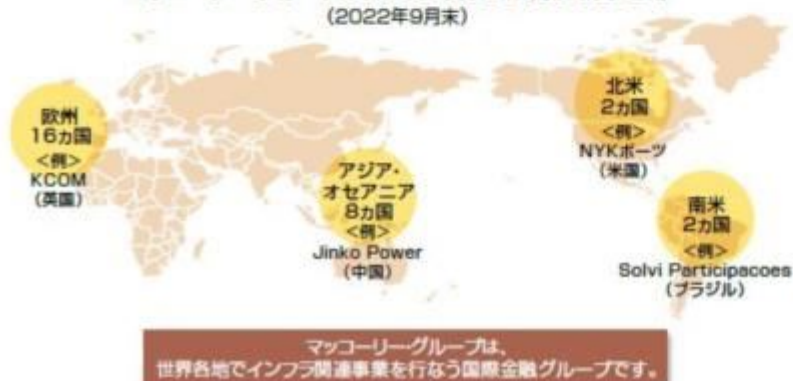 (2022年9月末)
欧州
16ヵ国
<例>
KCOM
(英国)
アジア・
オセアニア
8ヵ国
<例>
Jinko Power
(中国)
北米
2ヵ国
<例>
NYKポーツ
(米国)
南米
2ヵ国
<例>
Solvi Participacoes
(ブラジル)
マッコーリー・グループは、
世界各地でインフラ関連事業を行なう国際金融グループです。